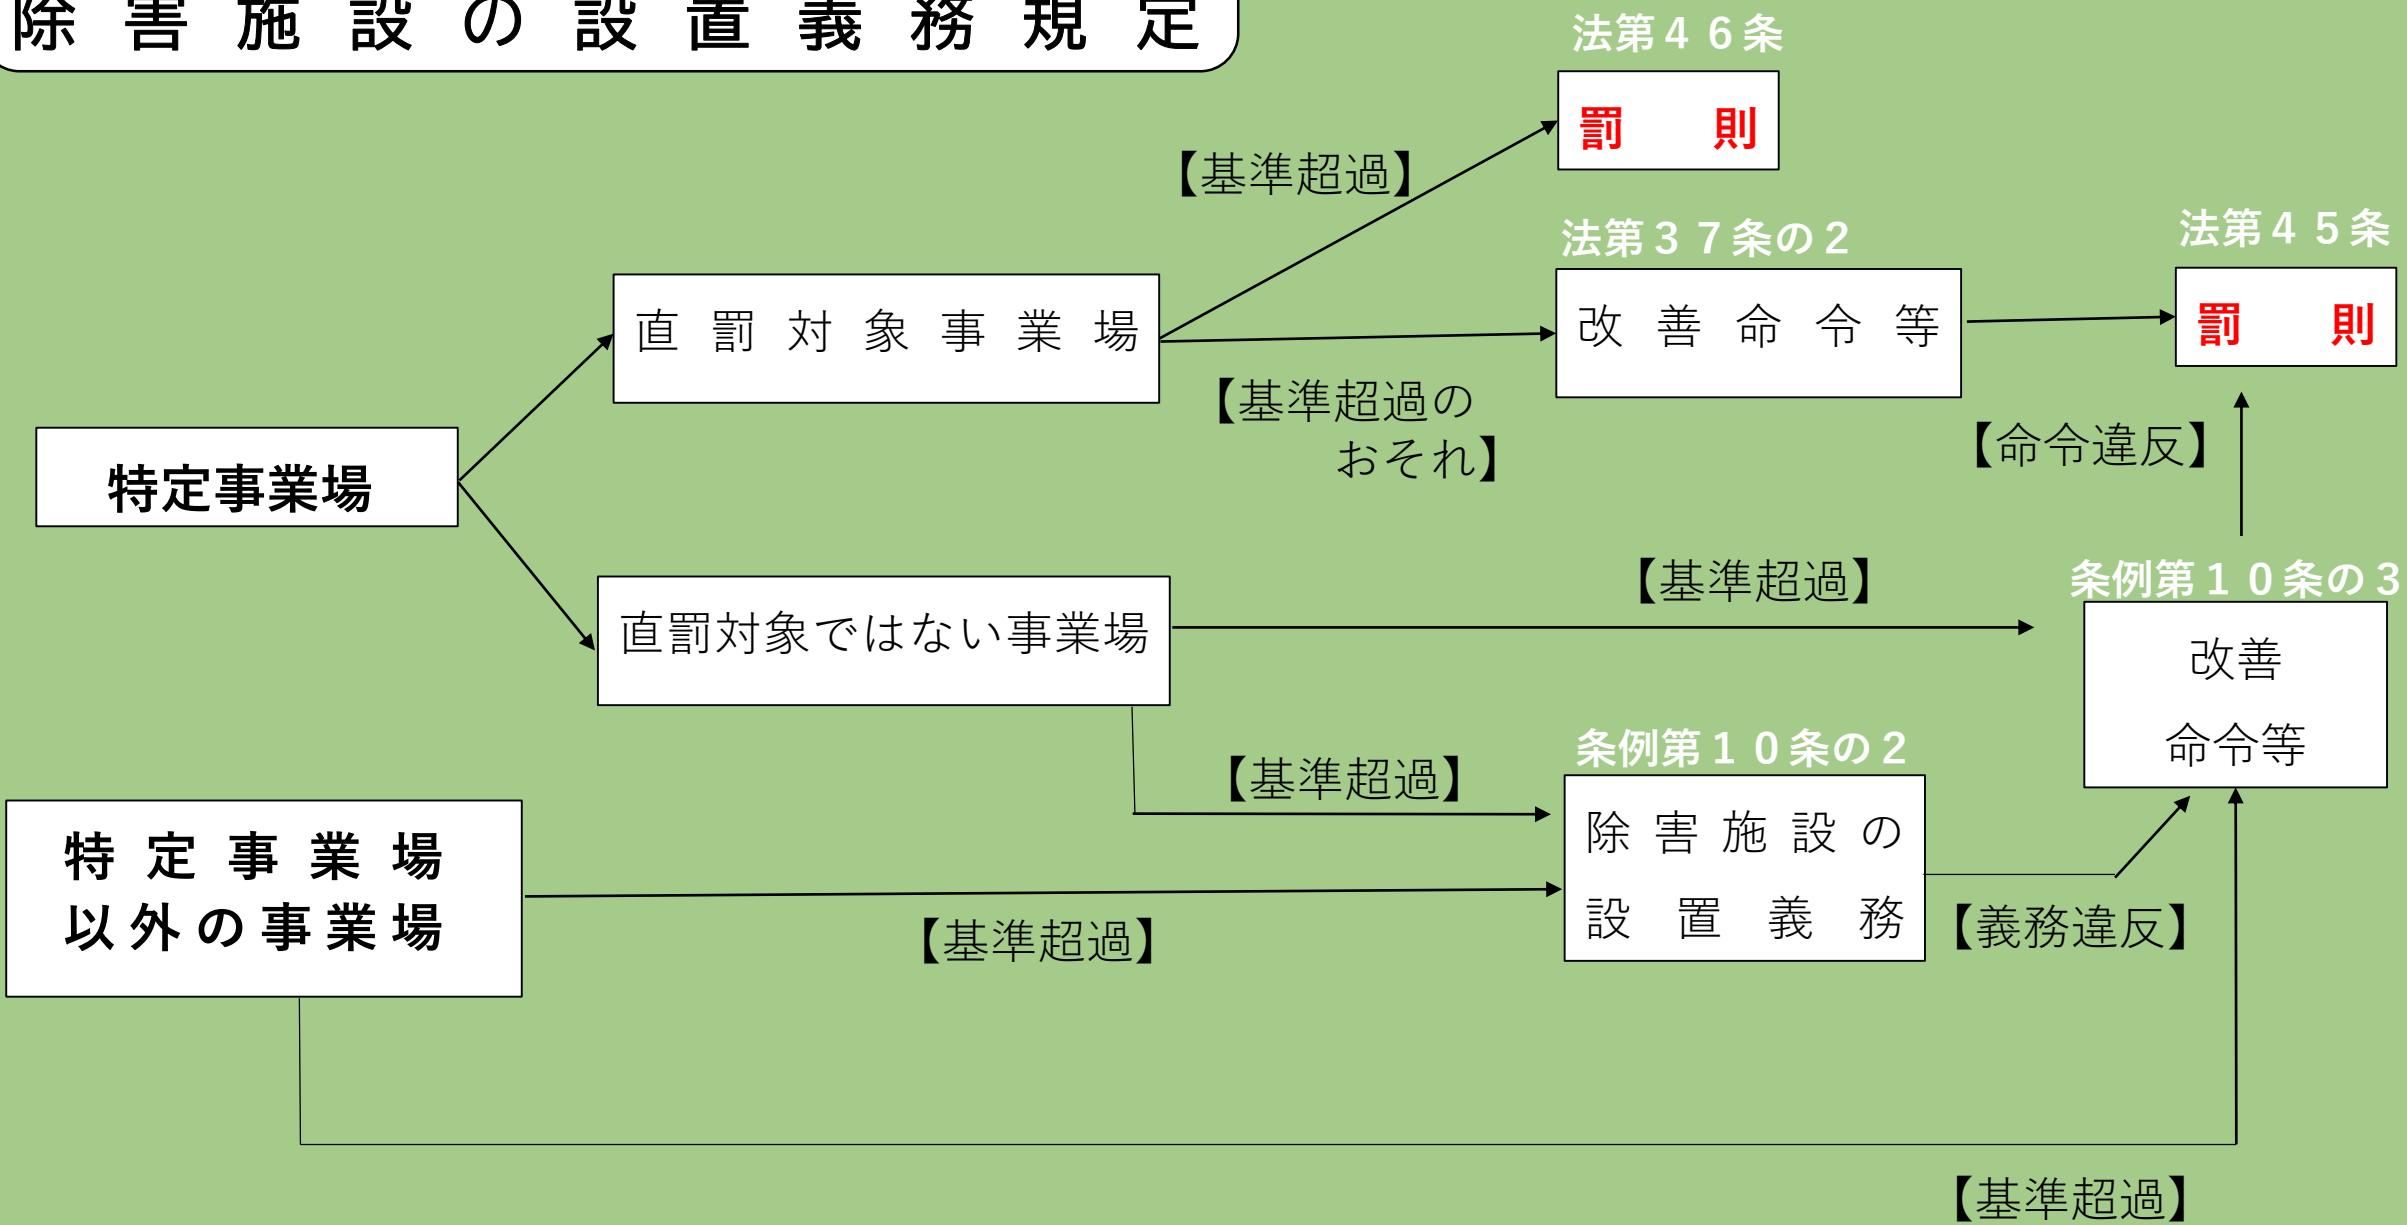 除害施設の設置義務規定
法第４６条
罰則
【基準超過】
法第３７条の２
法第４５条
直罰対象事業場
改善命令等
罰則
【基準超過の
おそれ】
【命令違反】
特定事業場
【基準超過】
条例第１０条の３
直罰対象ではない事業場
改善
命令等
【基準超過】
条例第１０条の２
特定事業場
以外の事業場
除害施設の
設置義務
【基準超過】
【義務違反】
【基準超過】